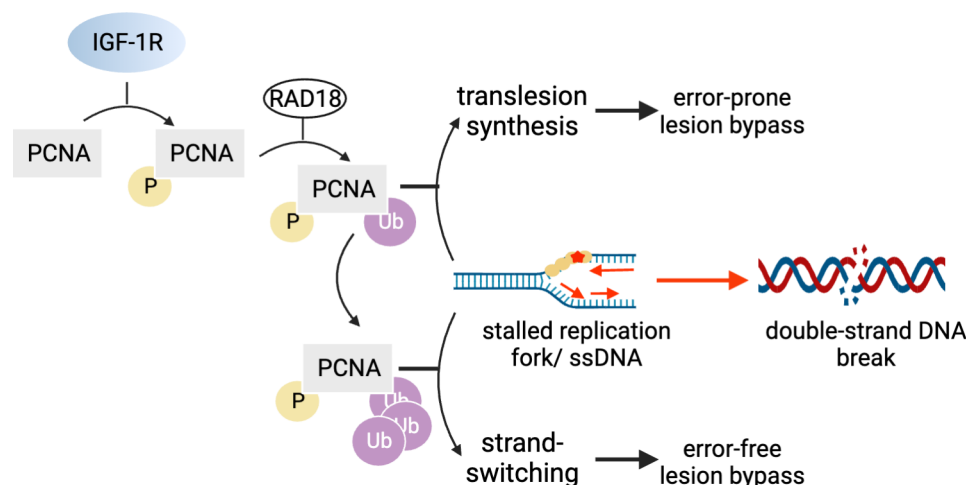 IGF-1R
PCNA
PCNA
P
RAD18
PCNA
P
Ub
translesion
synthesis
error-prone
lesion bypass
stalled replication
fork/ ssDNA
double-strand DNA
break
PCNA
P
Ub
Ub
Ub
strand-
switching
error-free
lesion bypass